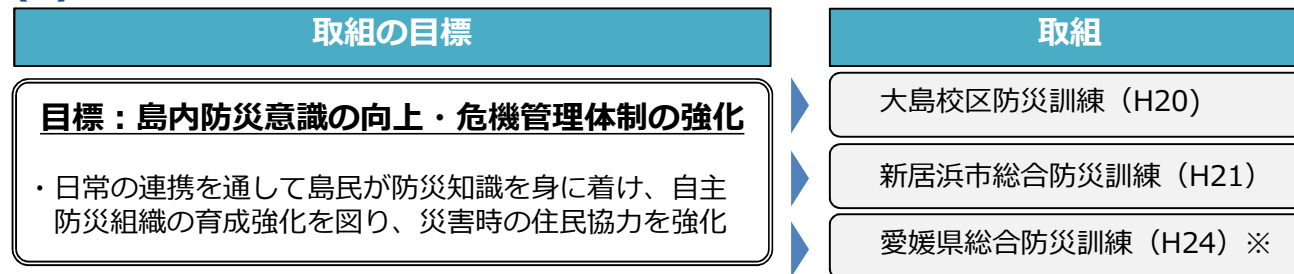 取組の目標
取組
目標：島内防災意識の向上・危機管理体制の強化
・日常の連携を通して島民が防災知識を身に着け、自主
防災組織の育成強化を図り、災害時の住民協力を強化
大島校区防災訓練（H20)
新居浜市総合防災訓練（H21）
愛媛県総合防災訓練（H24）※